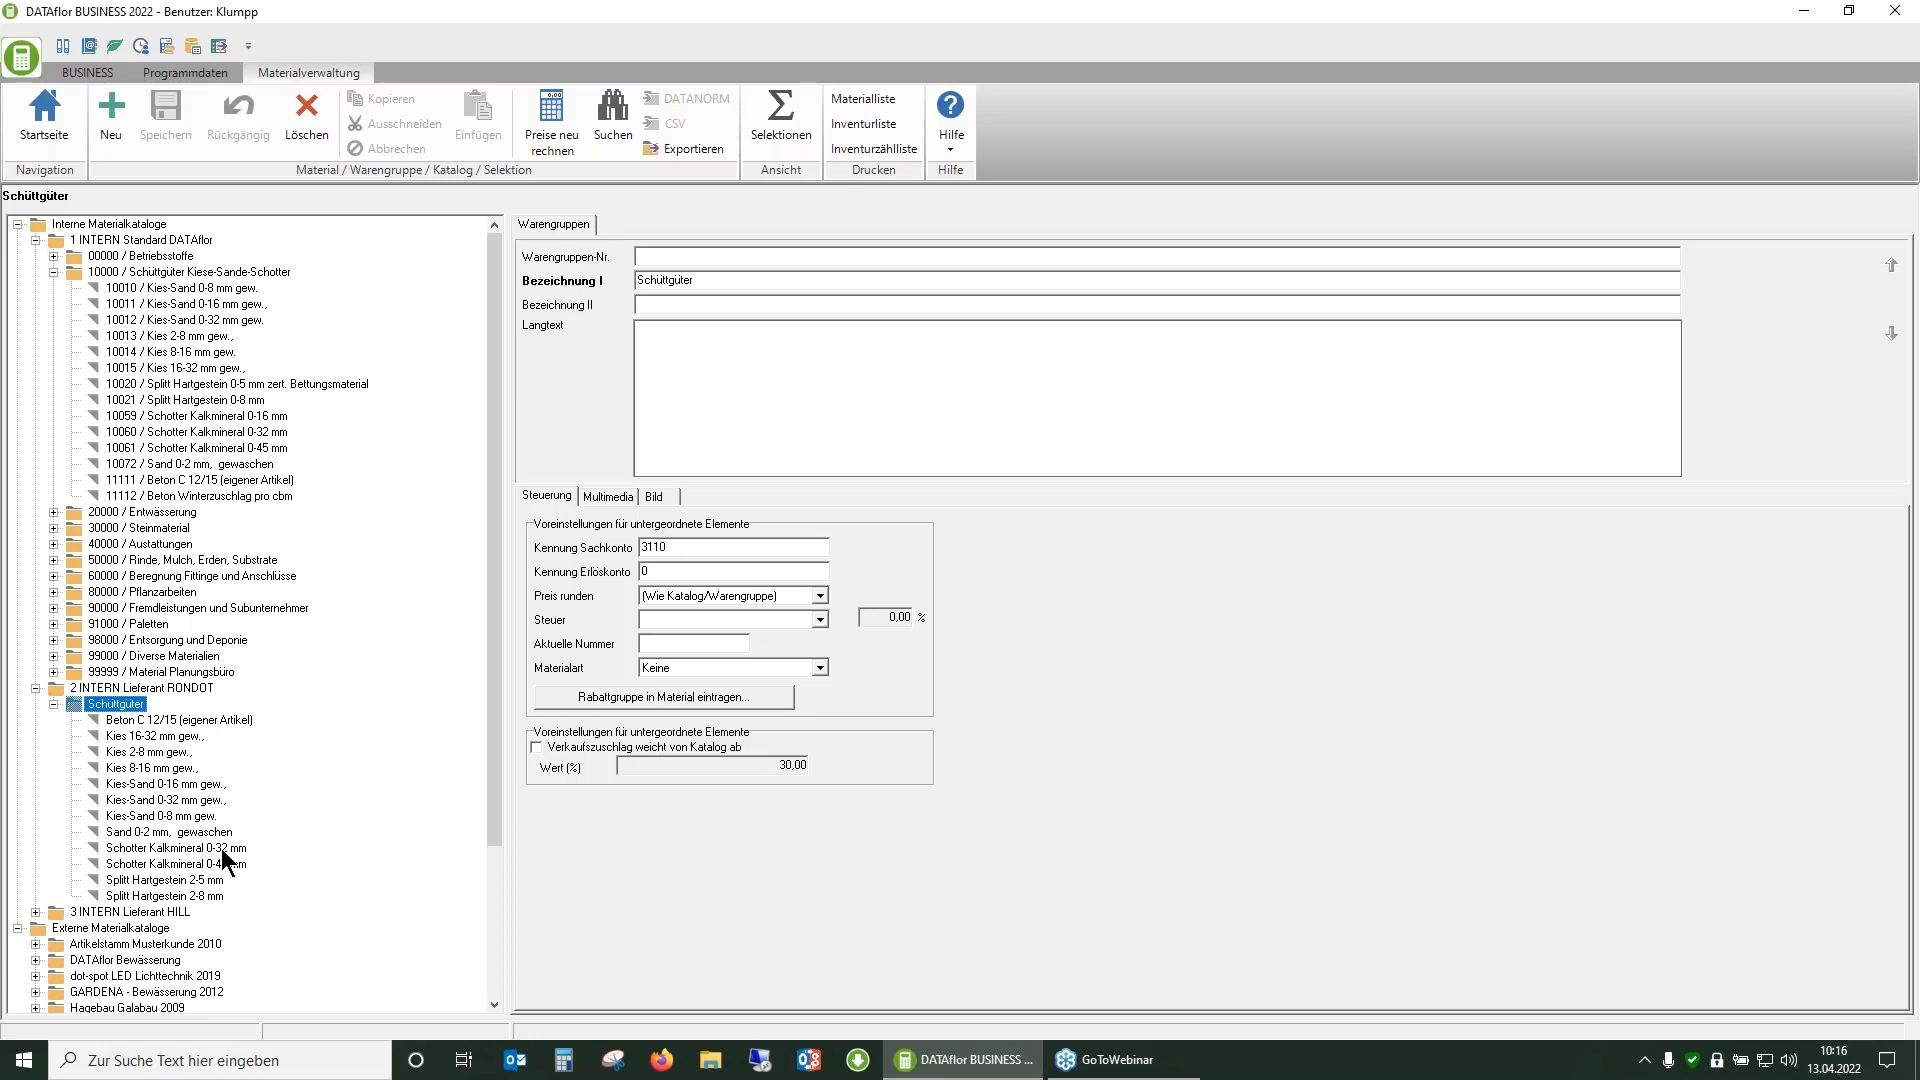 DATAflor BUSINESS 2022 - Benutzer: Klumpp
BUSINESS
Programmdaten
Materialverwaltung
Startseite
Neu
Speichern
Rückgängig
Löschen
Kopieren
Ausschneiden
Abbrechen
Einfügen
Preise neu
rechnen
Suchen
DATANORM
CSV
Exportieren
Selektionen
Materialliste
Inventurliste
Inventurzählliste
Hilfe
Navigation
Material / Warengruppe / Katalog / Selektion
Ansicht
Drucken
Hilfe
Schüttgüter
Interne Materialkataloge
1 INTERN Standard DATAflor
00000 / Betriebsstoffe
10000 / Schüttgüter Kiese-Sande-Schotter
10010 / Kies-Sand 0-8 mm gew.
10011 / Kies-Sand 0-16 mm gew.,
10012 / Kies-Sand 0-32 mm gew.
10013 / Kies 2-8 mm gew.,
10014 / Kies 8-16 mm gew.
10015 / Kies 16-32 mm gew.,
10020 / Splitt Hartgestein 0-5 mm zert. Bettungsmaterial
10021 / Splitt Hartgestein 0-8 mm
10059 / Schotter Kalkmineral 0-16 mm
10060 / Schotter Kalkmineral 0-32 mm
10061 / Schotter Kalkmineral 0-45 mm
10072 / Sand 0-2 mm, gewaschen
11111 / Beton C 12/15 (eigener Artikel)
11112 / Beton Winterzuschlag pro cbm
20000 / Entwässerung
30000 / Steinmaterial
40000 / Austattungen
50000 / Rinde, Mulch, Erden, Substrate
60000 / Beregnung Fittinge und Anschlüsse
80000 / Pflanzarbeiten
90000 / Fremdleistungen und Subunternehmer
91000 / Paletten
98000 / Entsorgung und Deponie
99000 / Diverse Materialien
99999 / Material Planungsbüro
2 INTERN Lieferant RONDOT
Schüttgüter
Beton C 12/15 (eigener Artikel)
Kies 16-32 mm gew.,
Kies 2-8 mm gew.,
Kies 8-16 mm gew.,
Kies-Sand 0-16 mm gew.,
Kies-Sand 0-32 mm gew.,
Kies-Sand 0-8 mm gew.
Sand 0-2 mm, gewaschen
Schotter Kalkmineral 0-32 mm
Schotter Kalkmineral
Splitt Hartgestein 2-5 mm
Splitt Hartgestein 2-8 mm
3 INTERN Lieferant HILL
Externe Materialkataloge
Artikelstamm Musterkunde 2010
DATAflor Bewässerung
dot-spot LED Lichttechnik 2019
GARDENA - Bewässerung 2012
Hagebau Galabau 2009
Warengruppen
Warengruppen-Nr.
Bezeichnung I Schüttgüter
Bezeichnung II
Langtext
Steuerung Multimedia Bild
Voreinstellungen für untergeordnete Elemente
Kennung Sachkonto 3110
Kennung Erlöskonto 0
Preis runden (Wie Katalog/Warengruppe)
Steuer 0,00 %
Aktuelle Nummer
Materialart Keine
Rabattgruppe in Material eintragen...
Voreinstellungen für untergeordnete Elemente
Verkaufszuschlag weicht von Katalog ab
Wert (%) 30,00
Zur Suche Text hier eingeben
DATAflor BUSINESS ...
GoToWebinar
10:16
13.04.2022